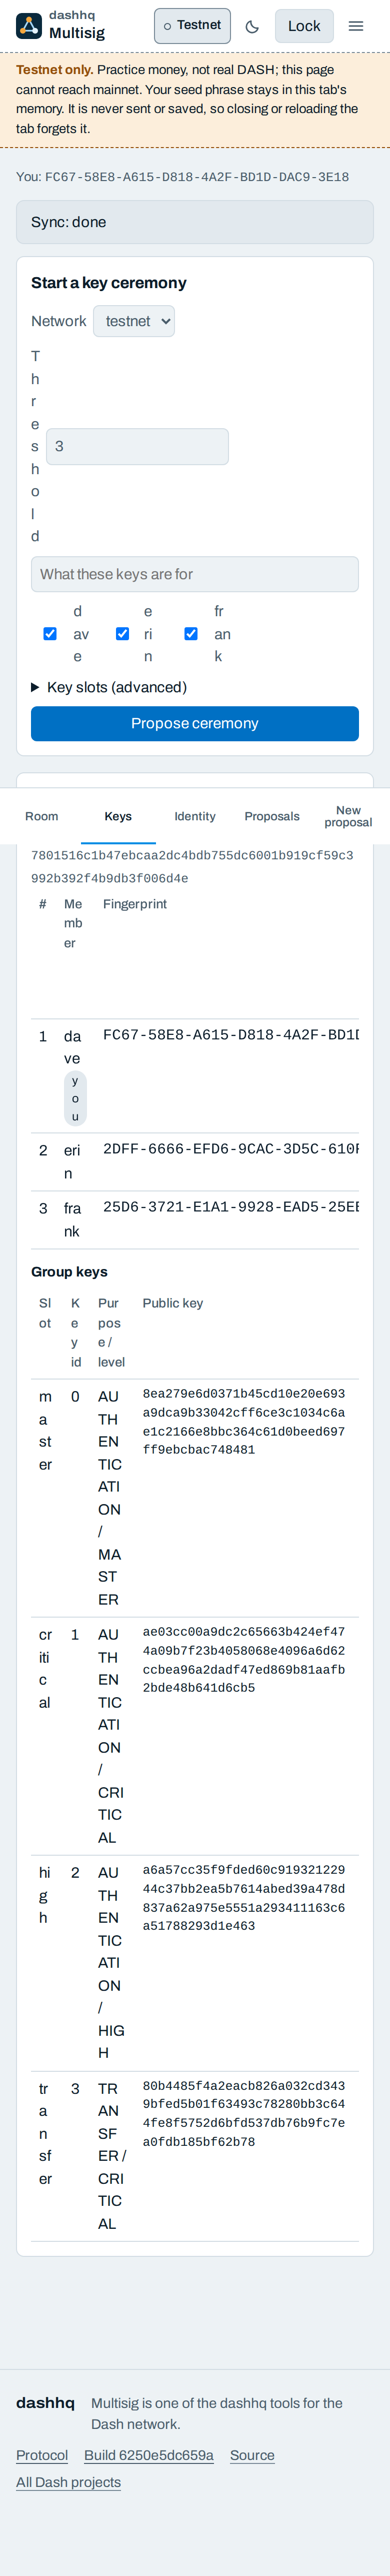 dashhq
Multisig
Testnet
Lock
Testnet only. Practice money, not real DASH; this page
cannot reach mainnet. Your seed phrase stays in this tab's
memory. It is never sent or saved, so closing or reloading the
tab forgets it.
You: FC67-58E8-A615-D818-4A2F-BD1D-DAC9-3E18
Sync: done
Start a key ceremony
Network testnet
Threshold
3
What these keys are for
dave
erin
frank
Key slots (advanced)
Propose ceremony
Room Keys Identity Proposals New proposal
7801516c1b47ebcaa2dc4bdb755dc6001b919cf59c3
992b392f4b9db3f006d4e
# Member Fingerprint
1 dave you FC67-58E8-A615-D818-4A2F-BD1D
2 erin 2DFF-6666-EFD6-9CAC-3D5C-610F
3 frank 25D6-3721-E1A1-9928-EAD5-25EE
Group keys
Slot Key id Purpose / level Public key
master 0 AUTHENTICATION / MASTER
8ea279e6d0371b45cd10e20e693
a9dca9b33042cff6ce3c1034c6a
e1c2166e8bbc364c61d0beed697
ff9ebcbac748481
critical 1 AUTHENTICATION / CRITICAL
ae03cc00a9dc2c65663b424ef47
4a09b7f23b4058068e4096a6d62
ccbea96a2dadf47ed869b81aafb
2bde48b641d6cb5
high 2 AUTHENTICATION / HIGH
a6a57cc35f9fded60c919321229
44c37bb2ea5b7614abed39a478d
837a62a975e5551a293411163c6
a51788293d1e463
transfer 3 TRANSFER / CRITICAL
80b4485f4a2eacb826a032cd343
9bfed5b01f63493c78280bb3c64
4fe8f5752d6bfd537db76b9fc7e
a0fdb185bf62b78
dashhq
Multisig is one of the dashhq tools for the
Dash network.
Protocol Build 6250e5dc659a Source
All Dash projects